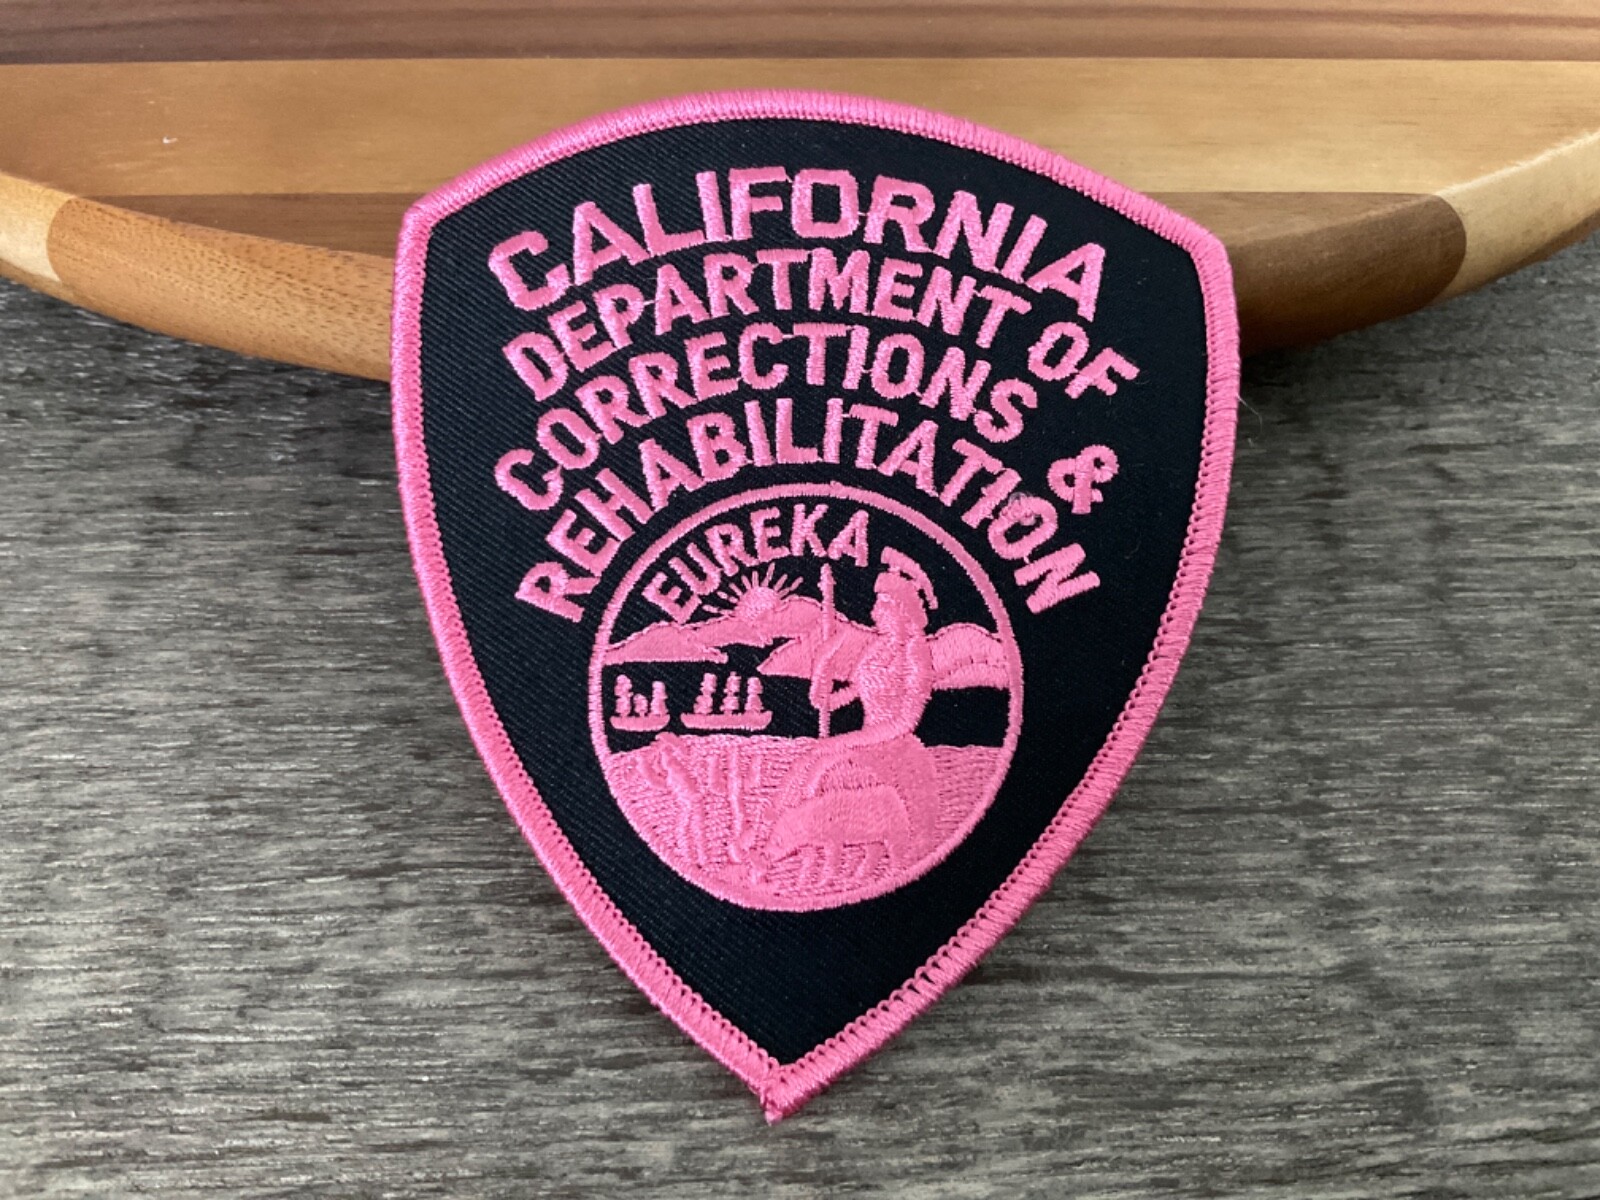 CALIFORNIA
DEPARTMENT OF
CORRECTIONS &
REHABILITATION
EUREKA